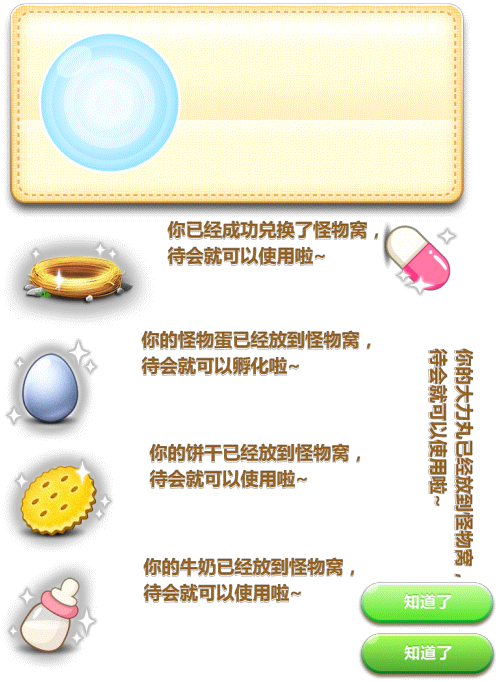 你已经成功兑换了怪物窝，
待会就可以使用啦~
你的怪物蛋已经放到怪物窝，
待会就可以孵化啦~
你的大力丸已经放到怪物窝，
待会就可以使用啦~
你的饼干已经放到怪物窝，
待会就可以使用啦~
你的牛奶已经放到怪物窝，
待会就可以使用啦~
知道了
知道了